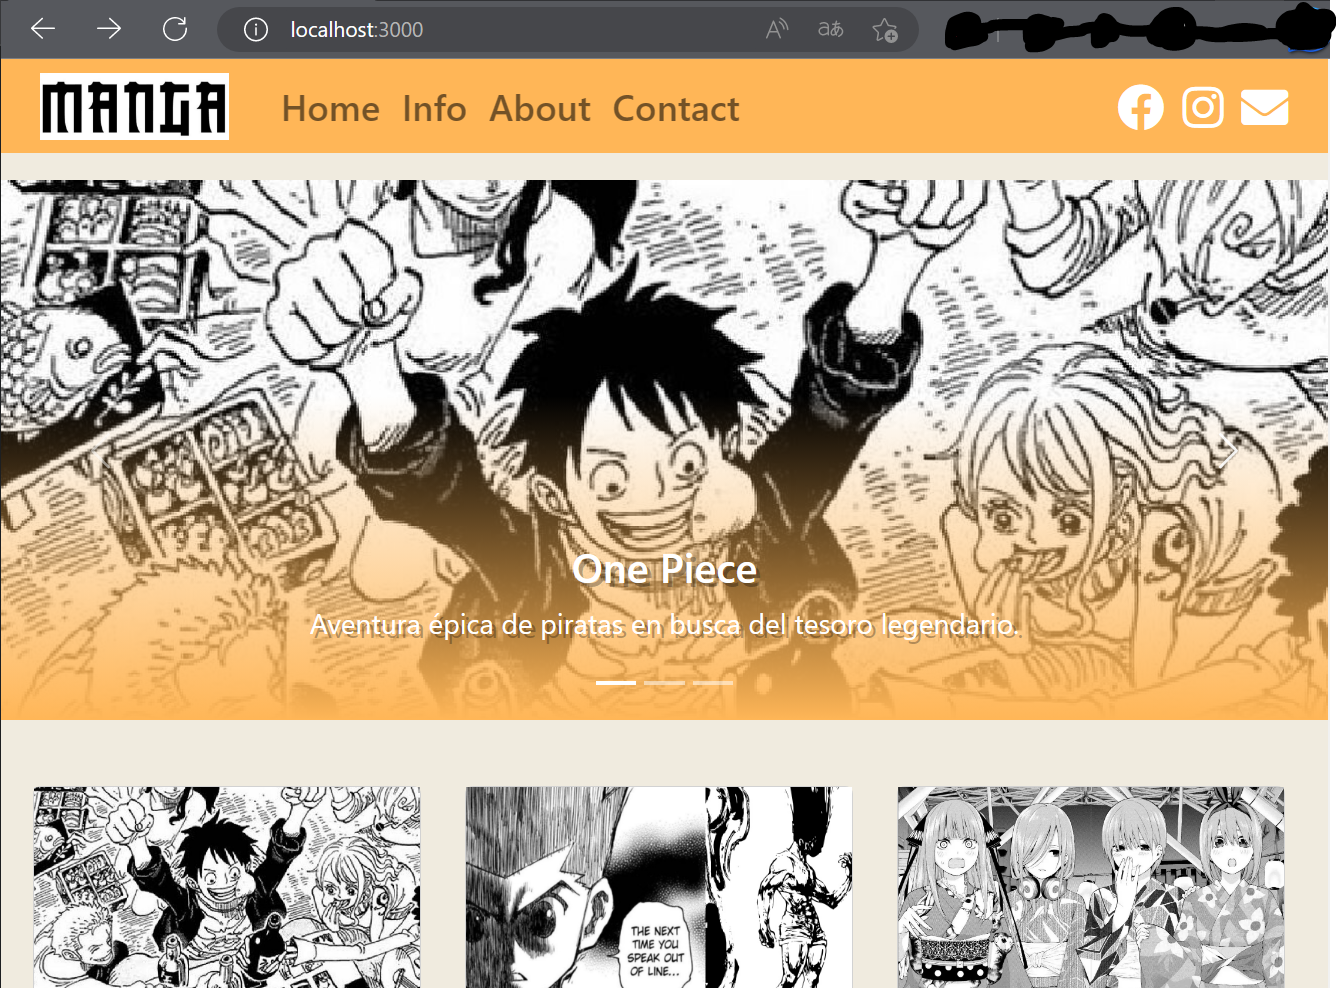 localhost:3000
MANGA
Home Info About Contact
One Piece
Aventura épica de piratas en busca del tesoro legendario.
THE NEXT
TIME YOU
SPEAK OUT
OF LINE...